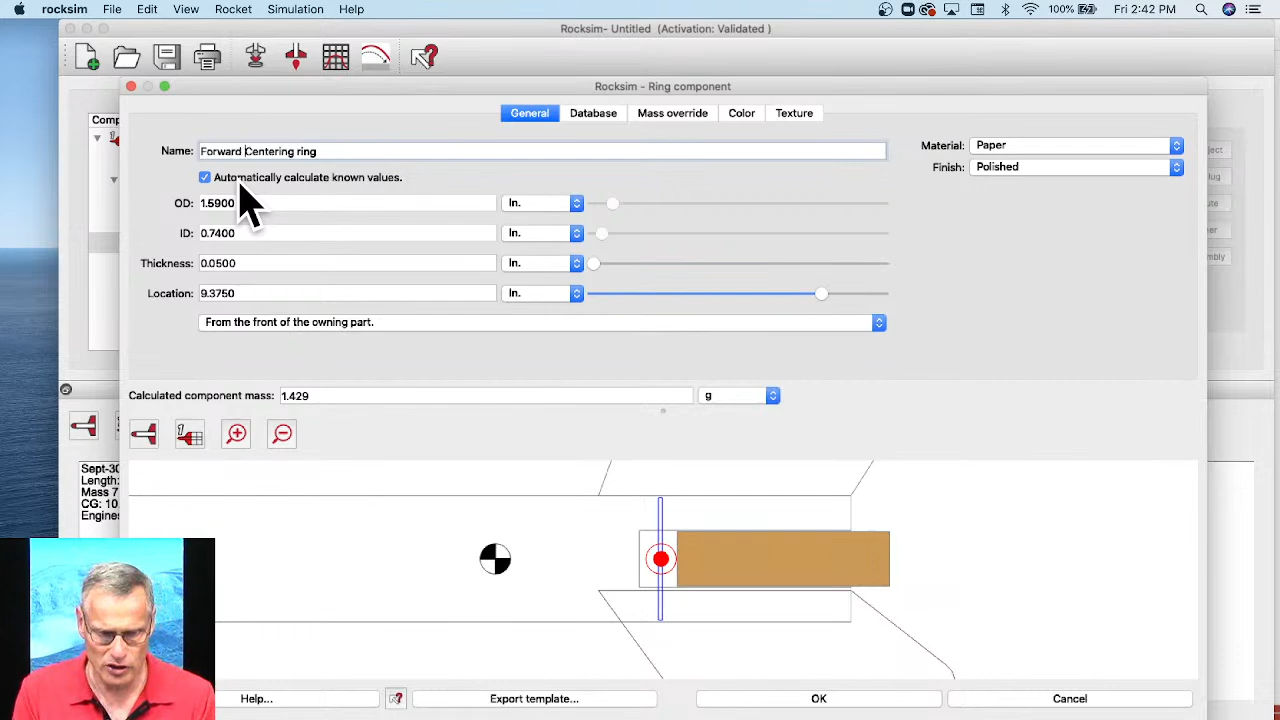 rocksim File Edit View Rocket Simulation Help 100% Fri 2:42 PM
Rocksim- Untitled (Activation: Validated )
Rocksim - Ring component
General Database Mass override Color Texture
Comp
Name: Forward Centering ring
Material: Paper
Automatically calculate known values.
Finish: Polished
OD: 1.5900 In.
ID: 0.7400 In.
Thickness: 0.0500 In.
Location: 9.3750 In.
From the front of the owning part.
Calculated component mass: 1.429 g
Sept-30
Length:
Mass 7
CG: 10.
Engines
Help... Export template... OK Cancel